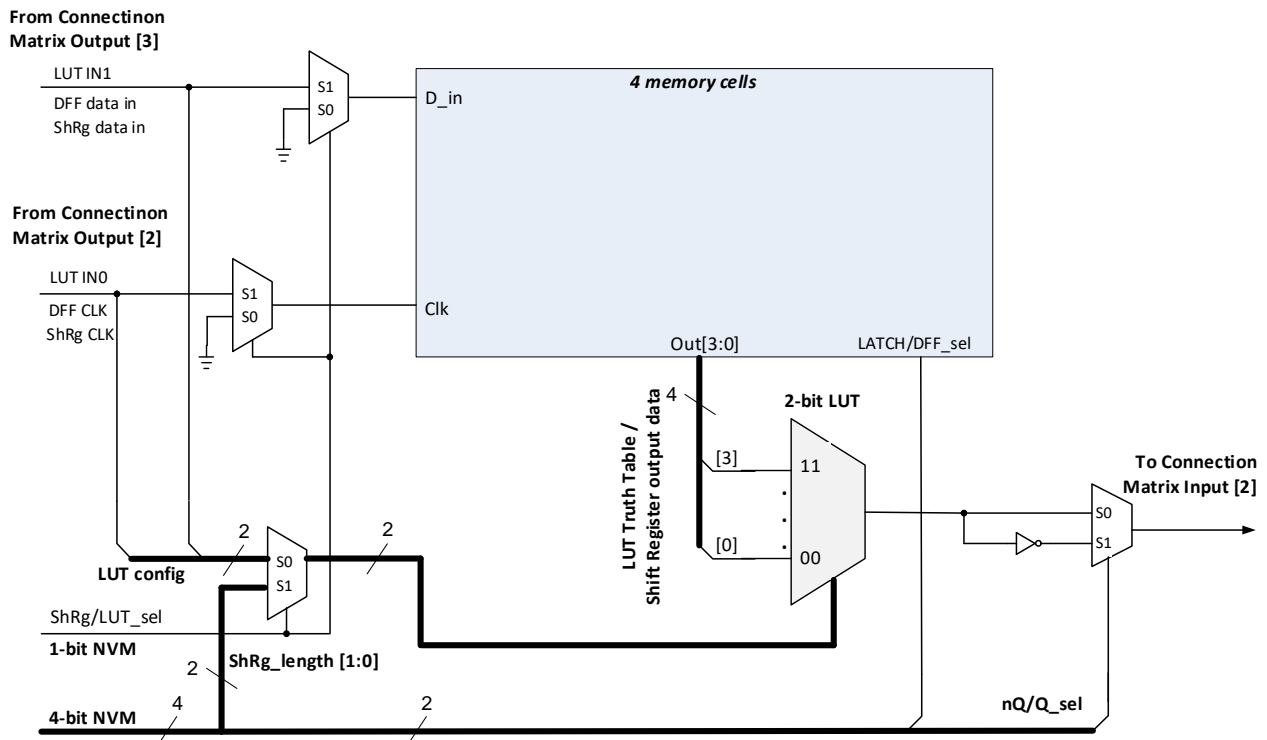 From Connectinon
Matrix Output [3]
LUT IN1
DFF data in
ShRg data in
S1
S0
4 memory cells
D_in
From Connectinon
Matrix Output [2]
LUT IN0
DFF CLK
ShRg CLK
S1
S0
Clk
Out[3:0]
LATCH/DFF_sel
LUT Truth Table /
Shift Register output data
4
2-bit LUT
[3]
11
[0]
00
To Connection
Matrix Input [2]
S0
S1
2
2
LUT config
S0
S1
ShRg/LUT_sel
1-bit NVM
ShRg_length [1:0]
2
nQ/Q_sel
4-bit NVM
4
2